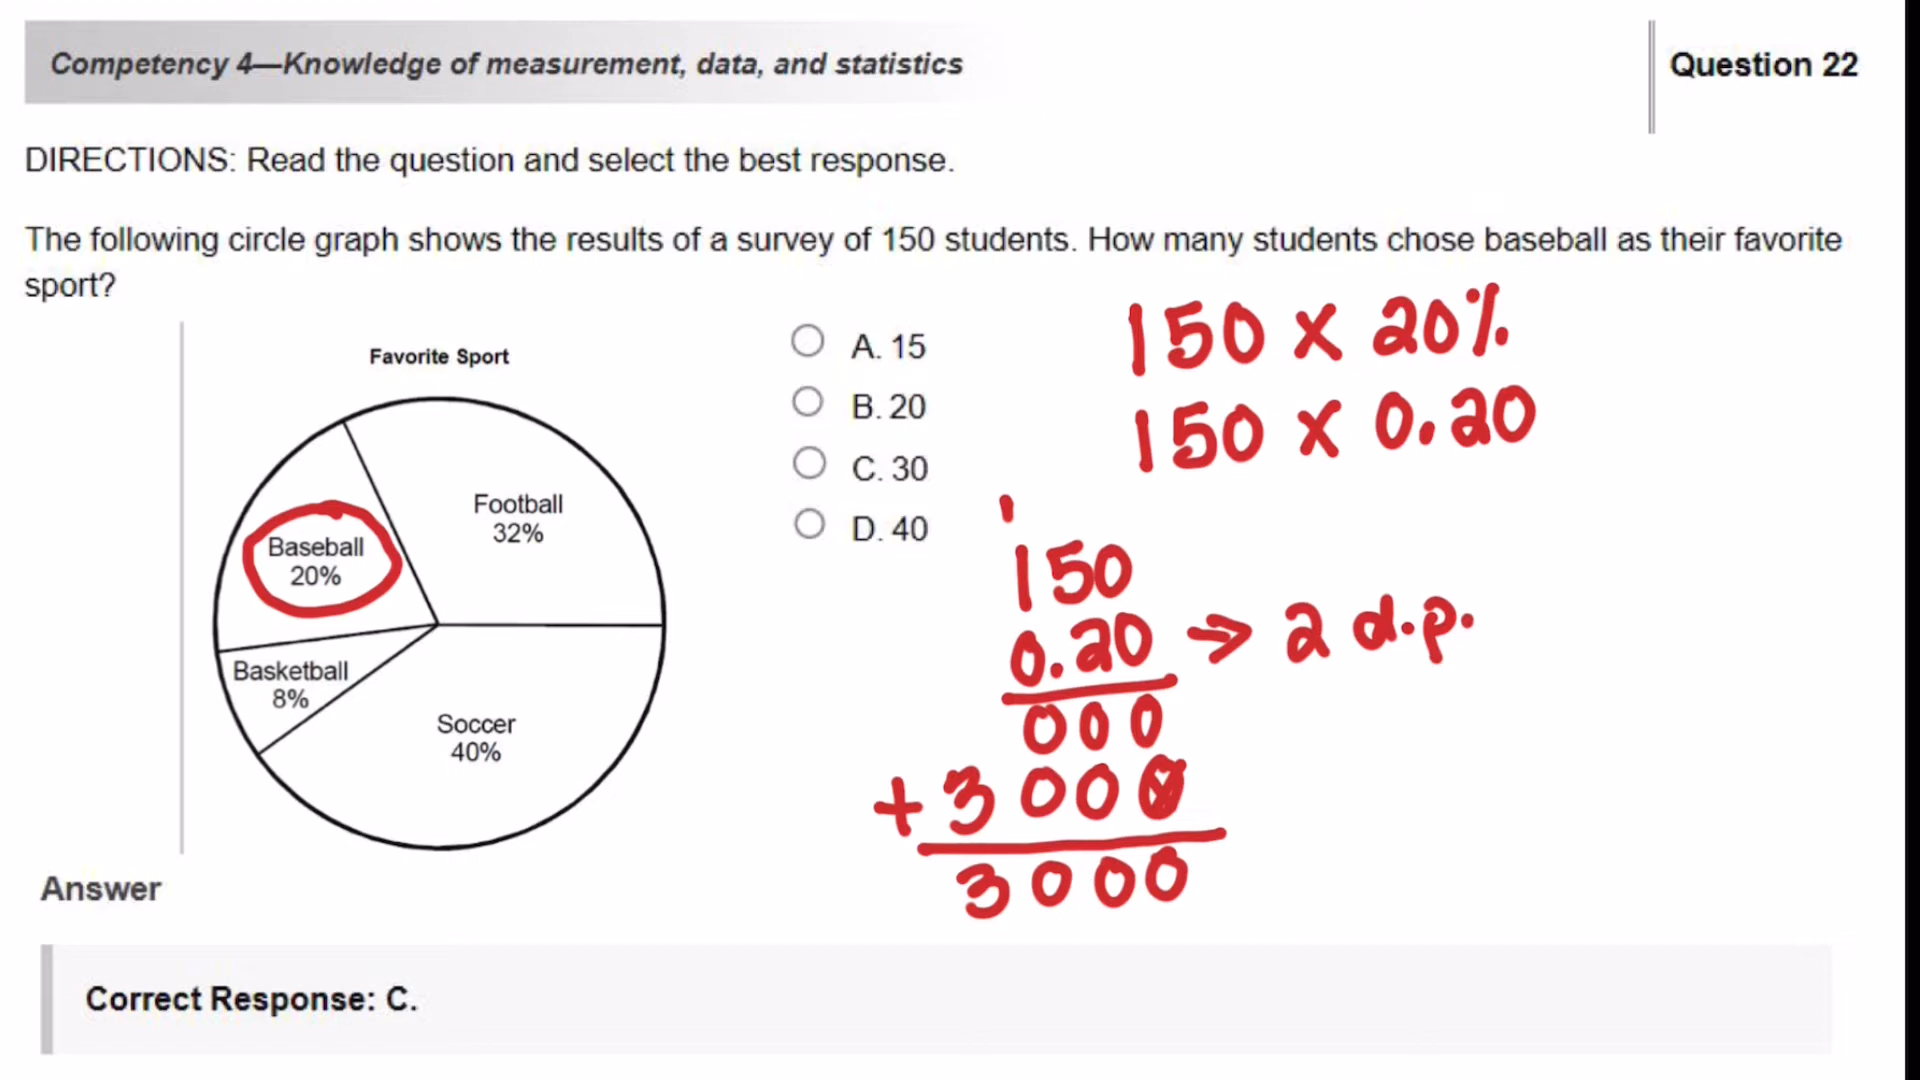 Competency 4—Knowledge of measurement, data, and statistics
Question 22
DIRECTIONS: Read the question and select the best response.
The following circle graph shows the results of a survey of 150 students. How many students chose baseball as their favorite
sport?
Favorite Sport
Football
32%
Baseball
20%
Basketball
8%
Soccer
40%
A. 15
B. 20
C. 30
D. 40
150 x 20%
150 x 0.20
1
150
0.20 → 2 d.p.
000
+ 3000
3000
Answer
Correct Response: C.